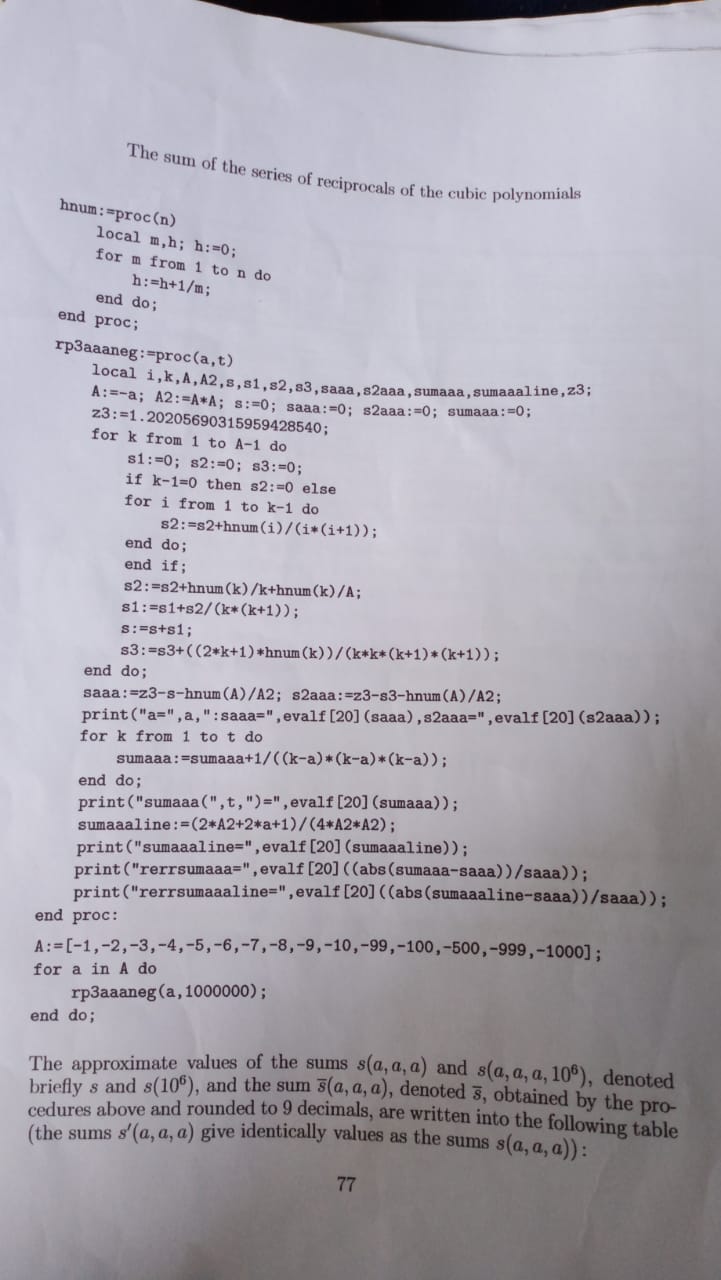 The sum of the series of reciprocals of the cubic polynomials
hnum:=proc(n)
local m,h; h:=0;
for m from 1 to n do
h:=h+1/m;
end do;
end proc;
rp3aaaneg:=proc(a,t)
local i,k,A,A2,s,s1,s2,s3,saaa,s2aaa,sumaaa,sumaaaline,z3;
A:=-a; A2:=A*A; s:=0; saaa:=0; s2aaa:=0; sumaaa:=0;
z3:=1.20205690315959428540;
for k from 1 to A-1 do
s1:=0; s2:=0; s3:=0;
if k-1=0 then s2:=0 else
for i from 1 to k-1 do
s2:=s2+hnum(i)/(i*(i+1));
end do;
end if;
s2:=s2+hnum(k)/k+hnum(k)/A;
s1:=s1+s2/(k*(k+1));
s:=s+s1;
s3:=s3+((2*k+1)*hnum(k))/(k*k*(k+1)*(k+1));
end do;
saaa:=z3-s-hnum(A)/A2; s2aaa:=z3-s3-hnum(A)/A2;
print("a=",a,":saaa=",evalf[20](saaa),s2aaa=",evalf[20](s2aaa));
for k from 1 to t do
sumaaa:=sumaaa+1/((k-a)*(k-a)*(k-a));
end do;
print("sumaaa(",t,")=",evalf[20](sumaaa));
sumaaaline:=(2*A2+2*a+1)/(4*A2*A2);
print("sumaaaline=",evalf[20](sumaaaline));
print("rerrsumaaa=",evalf[20]((abs(sumaaa-saaa))/saaa));
print("rerrsumaaaline=",evalf[20]((abs(sumaaaline-saaa))/saaa));
end proc:
A:=[-1,-2,-3,-4,-5,-6,-7,-8,-9,-10,-99,-100,-500,-999,-1000];
for a in A do
rp3aaaneg(a,1000000);
end do;
The approximate values of the sums s(a, a, a) and s(a, a, a, 10⁶), denoted
briefly s and s(10⁶), and the sum s̅(a, a, a), denoted s̅, obtained by the pro-
cedures above and rounded to 9 decimals, are written into the following table
(the sums s′(a, a, a) give identically values as the sums s(a, a, a)):
77